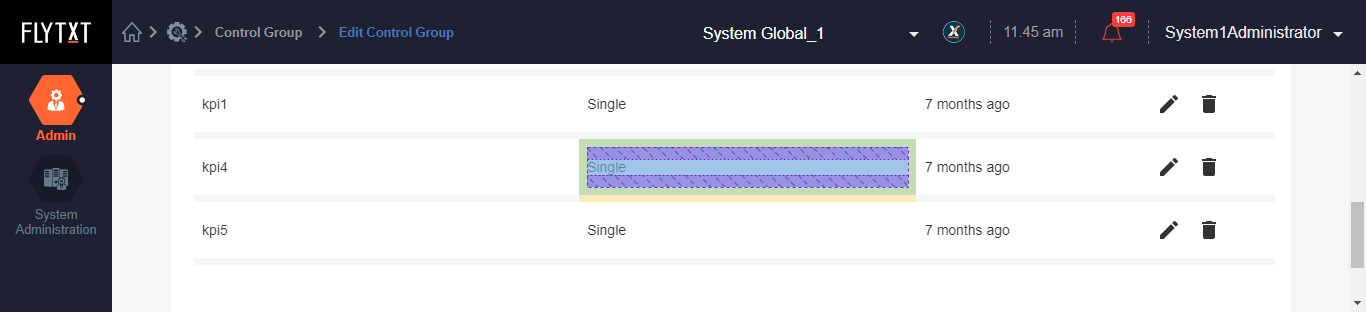 FLYTXT
Control Group
Edit Control Group
System Global_1
11.45 am
166
System1Administrator
Admin
System
Administration
kpi1 Single 7 months ago
kpi4 Single 7 months ago
kpi5 Single 7 months ago